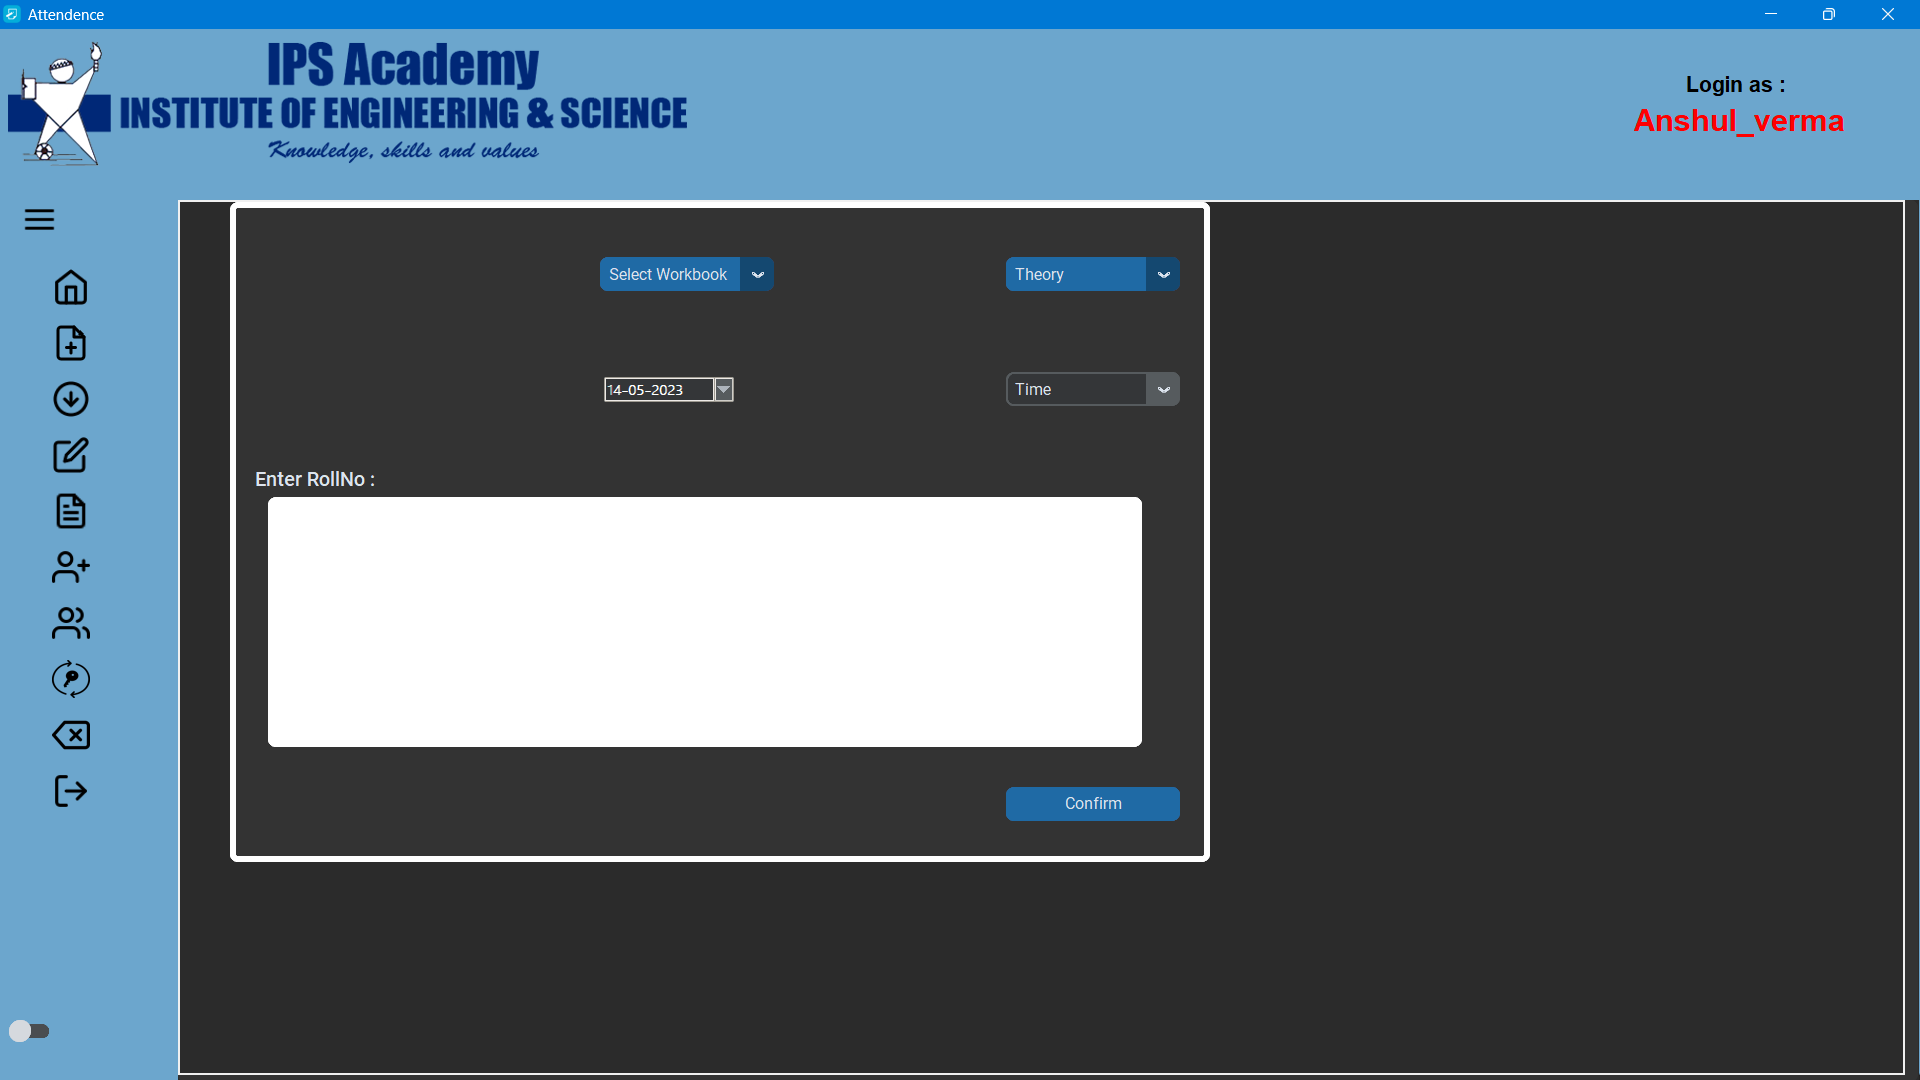 Attendence
IPS Academy
INSTITUTE OF ENGINEERING & SCIENCE
Knowledge, skills and values
Login as :
Anshul_verma
Select Workbook
Theory
14-05-2023
Time
Enter RollNo :
Confirm